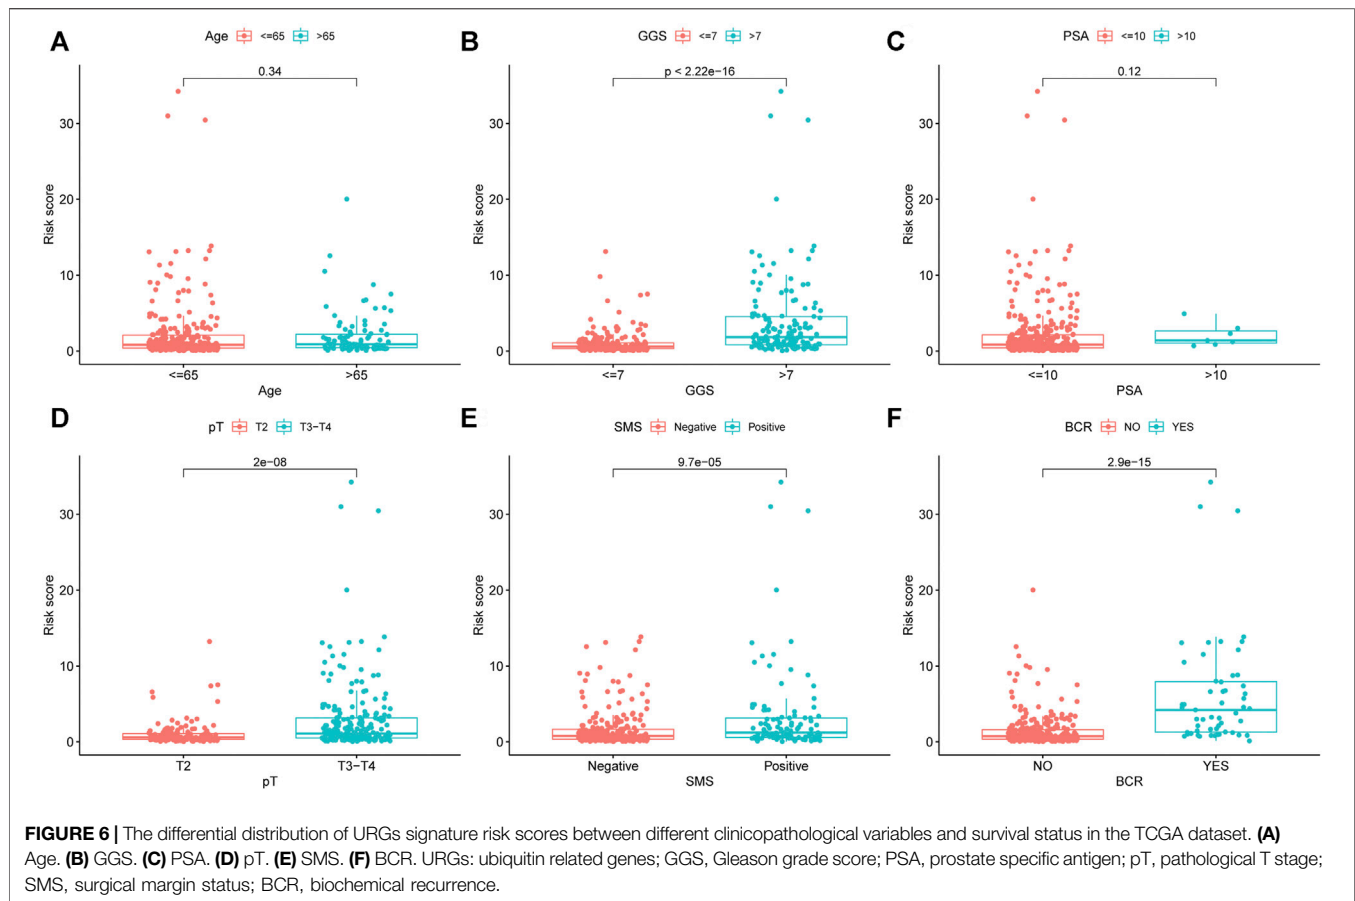 A
Age <=65 >65
0.34
30
20
10
0
Risk score
<=65 >65
Age
B
GGS <=7 >7
p < 2.22e−16
30
20
10
0
Risk score
<=7 >7
GGS
C
PSA <=10 >10
0.12
30
20
10
0
Risk score
<=10 >10
PSA
D
pT T2 T3−T4
2e−08
30
20
10
0
Risk score
T2 T3−T4
pT
E
SMS Negative Positive
9.7e−05
30
20
10
0
Risk score
Negative Positive
SMS
F
BCR NO YES
2.9e−15
30
20
10
0
Risk score
NO YES
BCR
FIGURE 6 | The differential distribution of URGs signature risk scores between different clinicopathological variables and survival status in the TCGA dataset. (A)
Age. (B) GGS. (C) PSA. (D) pT. (E) SMS. (F) BCR. URGs: ubiquitin related genes; GGS, Gleason grade score; PSA, prostate specific antigen; pT, pathological T stage;
SMS, surgical margin status; BCR, biochemical recurrence.